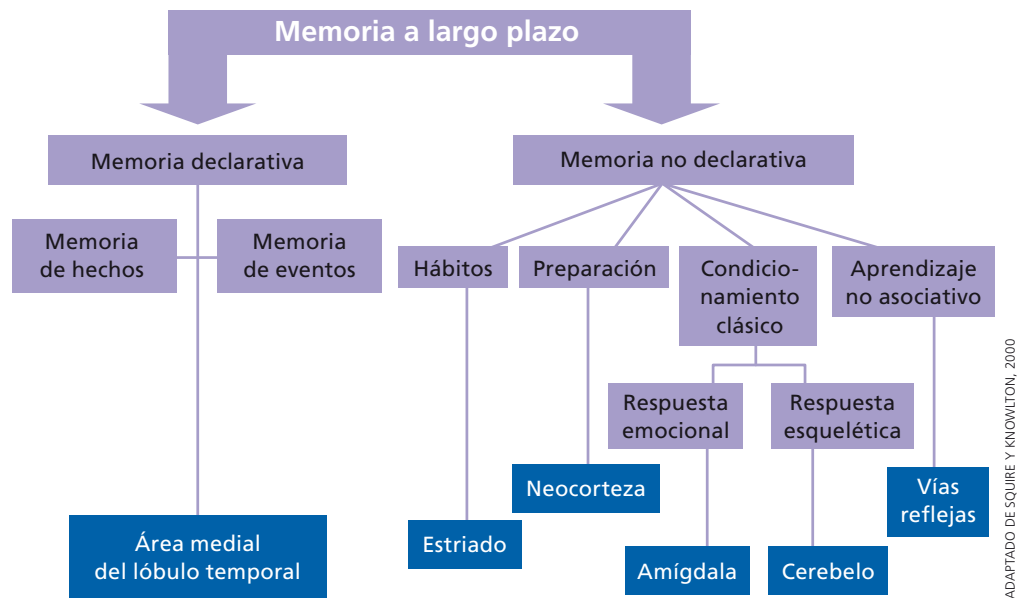 Memoria a largo plazo
Memoria declarativa
Memoria no declarativa
Memoria
de hechos
Memoria
de eventos
Hábitos
Preparación
Condicio-
namiento
clásico
Aprendizaje
no asociativo
Respuesta
emocional
Respuesta
esquelética
Neocorteza
Vías
reflejas
Área medial
del lóbulo temporal
Estriado
Amígdala
Cerebelo
ADAPTADO DE SQUIRE Y KNOWLTON, 2000